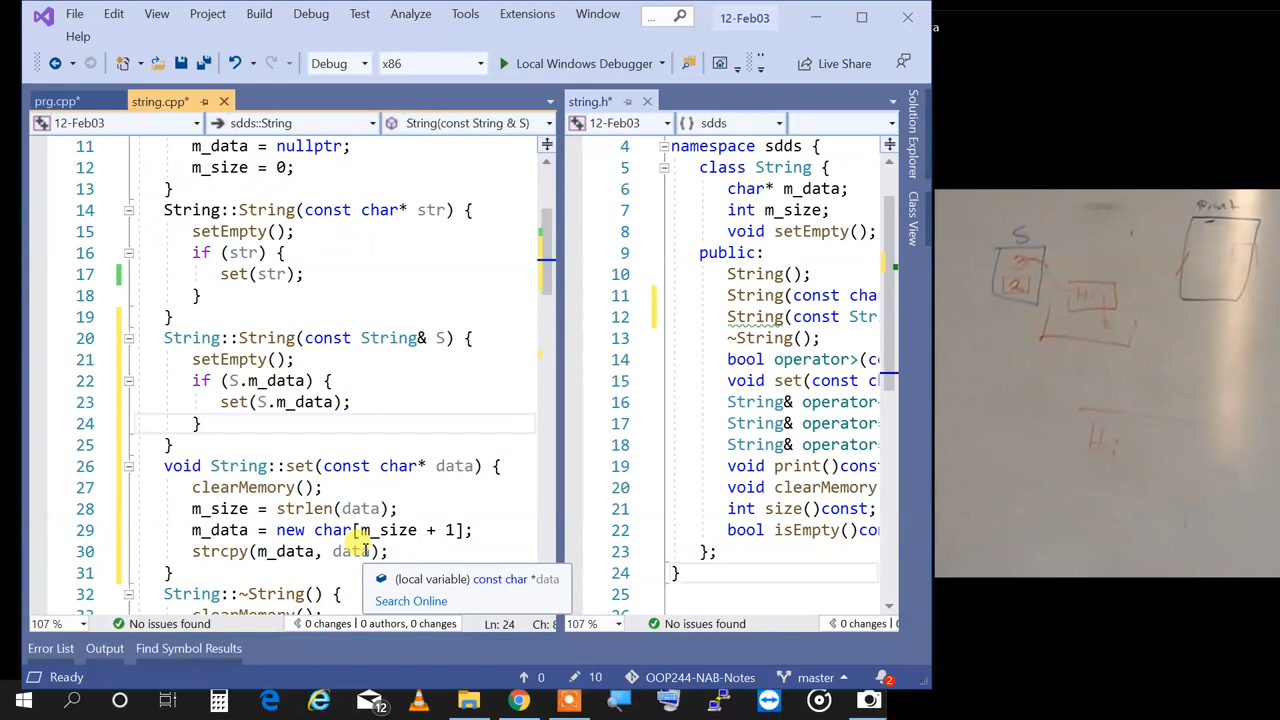 File Edit View Project Build Debug Test Analyze Tools Extensions Window ... 12-Feb03
Help
Debug x86 Local Windows Debugger Live Share
prg.cpp* string.cpp*
12-Feb03 sdds::String String(const String & S)
11 m_data = nullptr;
12 m_size = 0;
13 }
14 String::String(const char* str) {
15 setEmpty();
16 if (str) {
17 set(str);
18 }
19 }
20 String::String(const String& S) {
21 setEmpty();
22 if (S.m_data) {
23 set(S.m_data);
24 }
25 }
26 void String::set(const char* data) {
27 clearMemory();
28 m_size = strlen(data);
29 m_data = new char[m_size + 1];
30 strcpy(m_data, data);
31 }
32 String::~String() {
33 clearMemory();
(local variable) const char *data
Search Online
107 % No issues found 0 changes | 0 authors, 0 changes Ln: 24 Ch: 8
string.h*
12-Feb03 sdds
4 namespace sdds {
5 class String {
6 char* m_data;
7 int m_size;
8 void setEmpty();
9 public:
10 String();
11 String(const cha
12 String(const Str
13 ~String();
14 bool operator>(c
15 void set(const c
16 String& operator
17 String& operator
18 String& operator
19 void print()const
20 void clearMemory
21 int size()const;
22 bool isEmpty()co
23 };
24 }
25
26
107 % No issues found 0 changes
Solution Explorer
Class View
Error List Output Find Symbol Results
Ready 0 10 OOP244-NAB-Notes master 2
12
a
Print
S
Hi
Hi